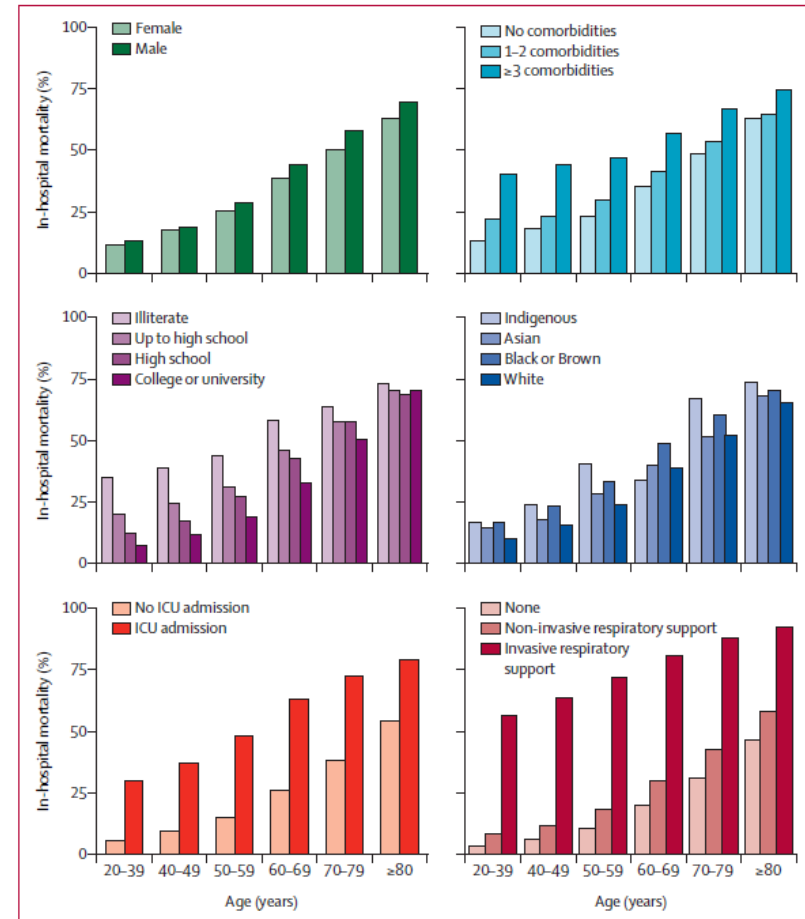 In-hospital mortality (%)
100
75
50
25
0
Female
Male
No comorbidities
1–2 comorbidities
≥3 comorbidities
In-hospital mortality (%)
100
75
50
25
0
Illiterate
Up to high school
High school
College or university
Indigenous
Asian
Black or Brown
White
In-hospital mortality (%)
100
75
50
25
0
No ICU admission
ICU admission
20–39 40–49 50–59 60–69 70–79 ≥80
Age (years)
None
Non-invasive respiratory support
Invasive respiratory
support
20–39 40–49 50–59 60–69 70–79 ≥80
Age (years)